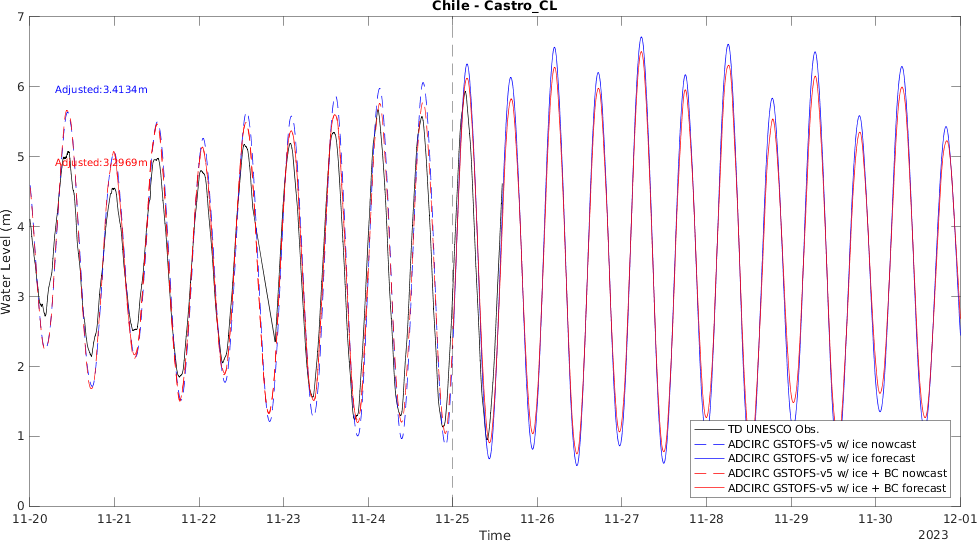 Chile - Castro_CL
7
6
5
4
3
2
1
0
Water Level (m)
Adjusted:3.4134m
Adjusted:3.2969m
TD UNESCO Obs.
ADCIRC GSTOFS-v5 w/ ice nowcast
ADCIRC GSTOFS-v5 w/ ice forecast
ADCIRC GSTOFS-v5 w/ ice + BC nowcast
ADCIRC GSTOFS-v5 w/ ice + BC forecast
11-20 11-21 11-22 11-23 11-24 11-25 11-26 11-27 11-28 11-29 11-30 12-01
Time
2023